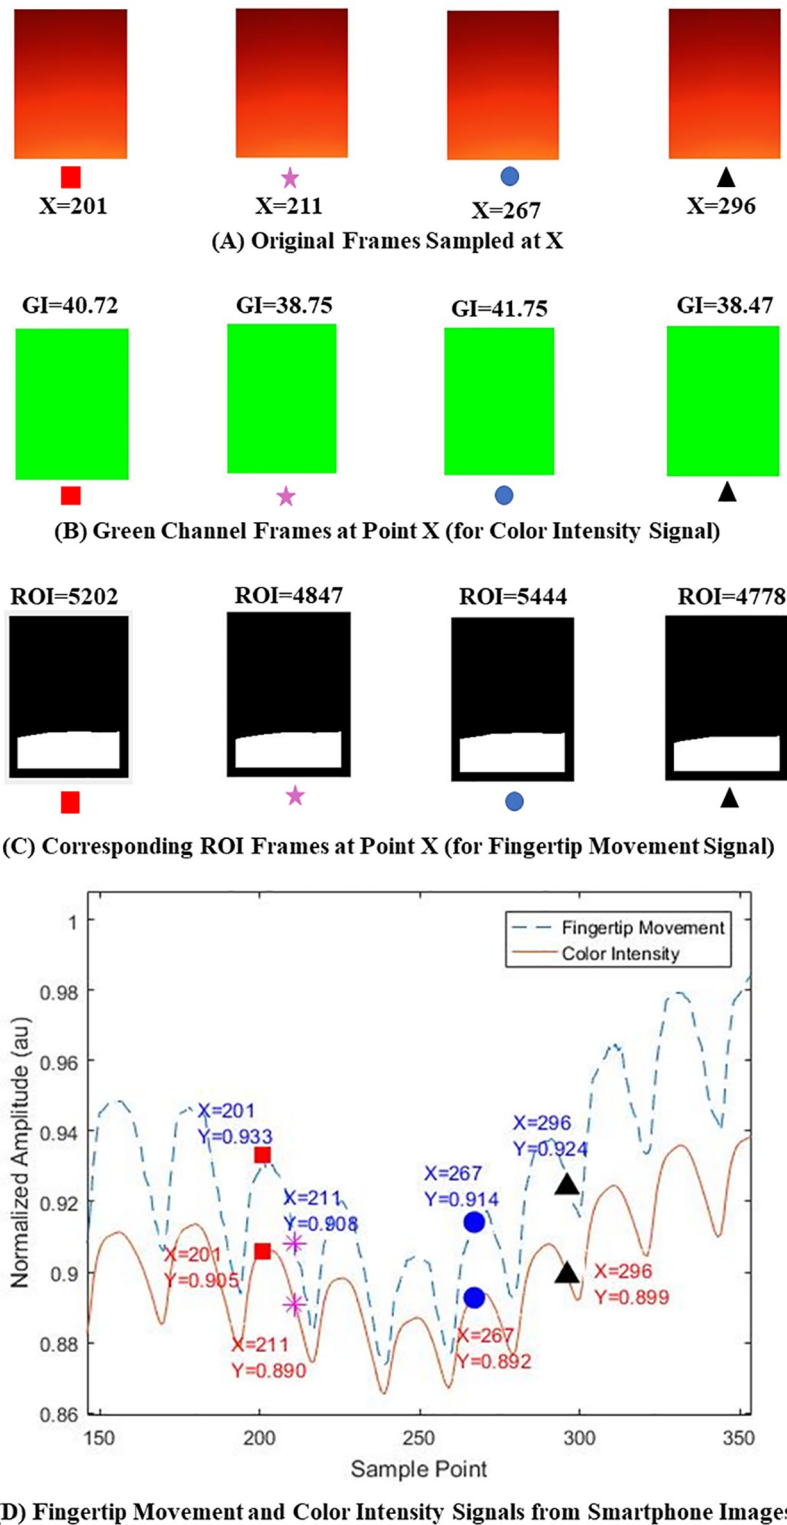 X=201 X=211 X=267 X=296
(A) Original Frames Sampled at X
GI=40.72 GI=38.75 GI=41.75 GI=38.47
(B) Green Channel Frames at Point X (for Color Intensity Signal)
ROI=5202 ROI=4847 ROI=5444 ROI=4778
(C) Corresponding ROI Frames at Point X (for Fingertip Movement Signal)
Normalized Amplitude (au)
1
0.98
0.96
0.94
0.92
0.9
0.88
0.86
Fingertip Movement
Color Intensity
X=201
Y=0.933
X=211
Y=0.908
X=267
Y=0.914
X=296
Y=0.924
X=201
Y=0.905
X=211
Y=0.890
X=267
Y=0.892
X=296
Y=0.899
150 200 250 300 350
Sample Point
D) Fingertip Movement and Color Intensity Signals from Smartphone Images